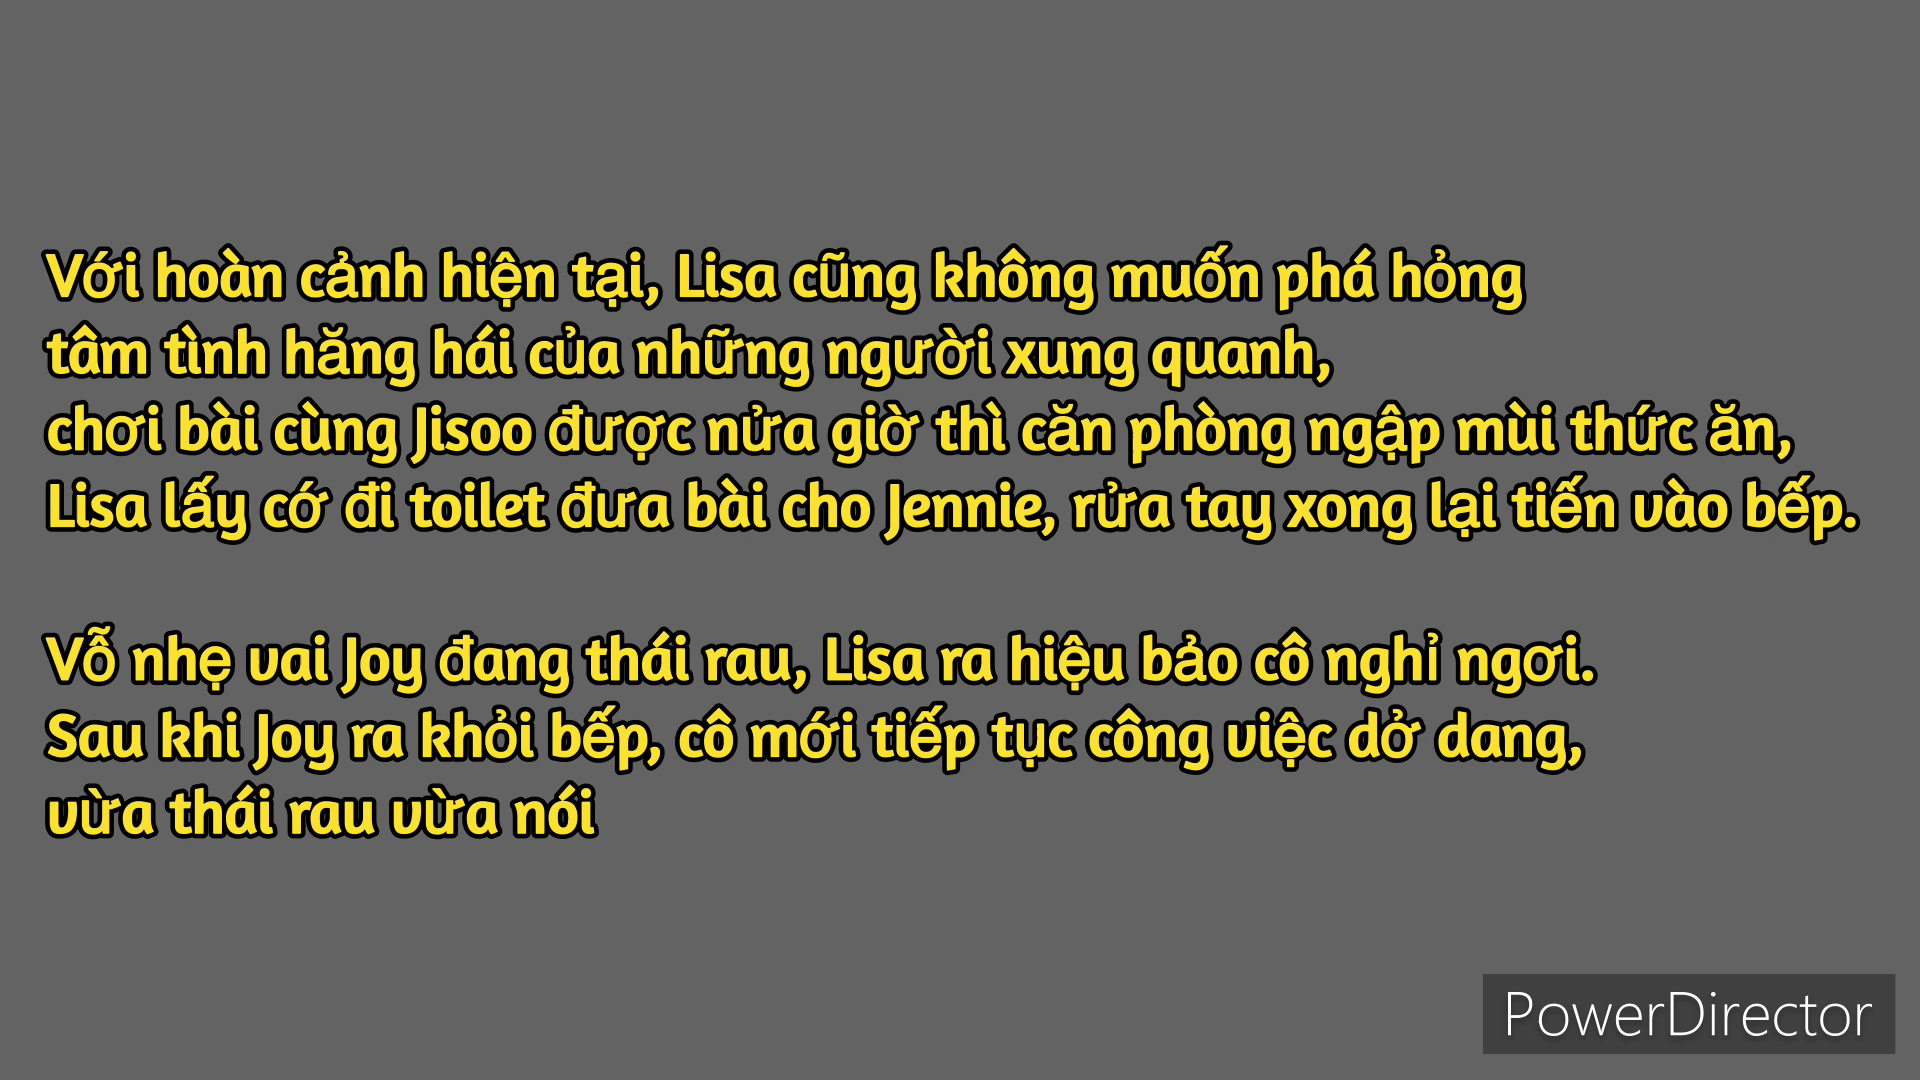 Với hoàn cảnh hiện tại, Lisa cũng không muốn phá hỏng
tâm tình hăng hái của những người xung quanh,
chơi bài cùng Jisoo được nửa giờ thì căn phòng ngập mùi thức ăn,
Lisa lấy cớ đi toilet đưa bài cho Jennie, rửa tay xong lại tiến vào bếp.
Vỗ nhẹ vai Joy đang thái rau, Lisa ra hiệu bảo cô nghỉ ngơi.
Sau khi Joy ra khỏi bếp, cô mới tiếp tục công việc dở dang,
vừa thái rau vừa nói
PowerDirector